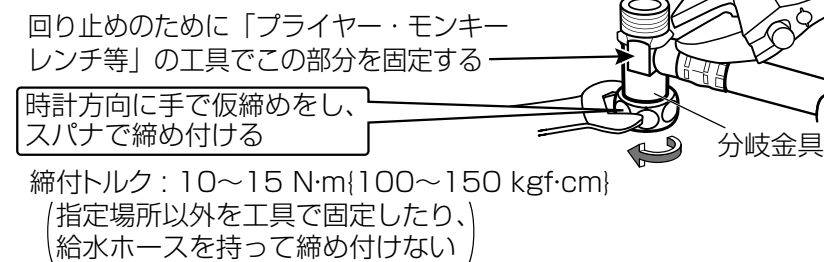 回り止めのために「プライヤー・モンキー
レンチ等」の工具でこの部分を固定する
時計方向に手で仮締めをし、
スパナで締め付ける
分岐金具
締付トルク：10～15 N·m{100～150 kgf·cm}
(指定場所以外を工具で固定したり、
給水ホースを持って締め付けない)